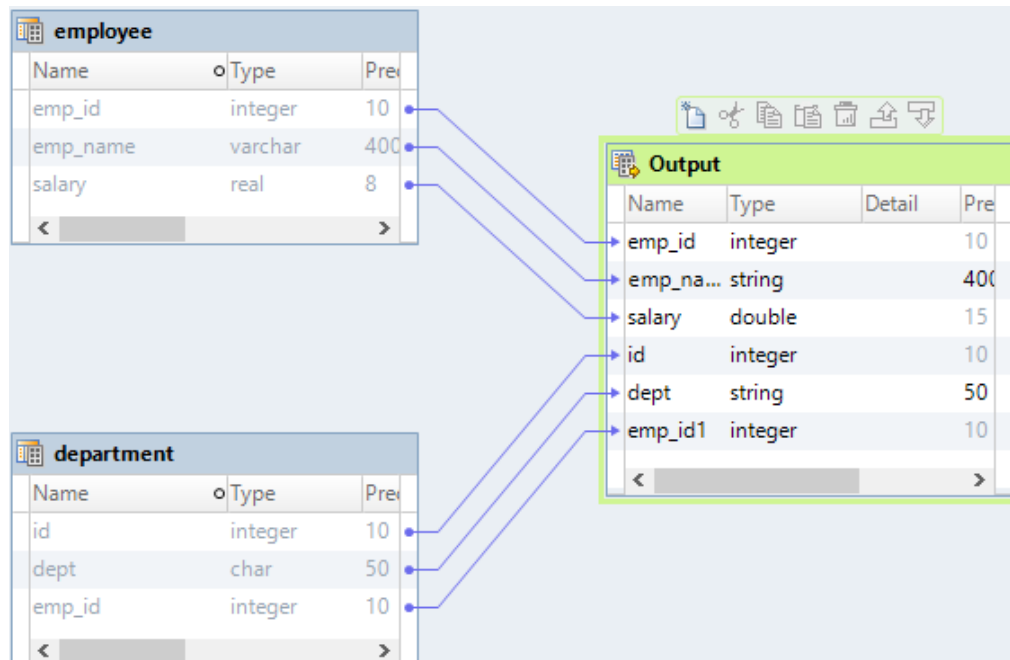 employee
Name Type Pre
emp_id integer 10
emp_name varchar 400
salary real 8
Output
Name Type Detail Pre
emp_id integer 10
emp_na... string 400
salary double 15
id integer 10
dept string 50
emp_id1 integer 10
department
Name Type Pre
id integer 10
dept char 50
emp_id integer 10